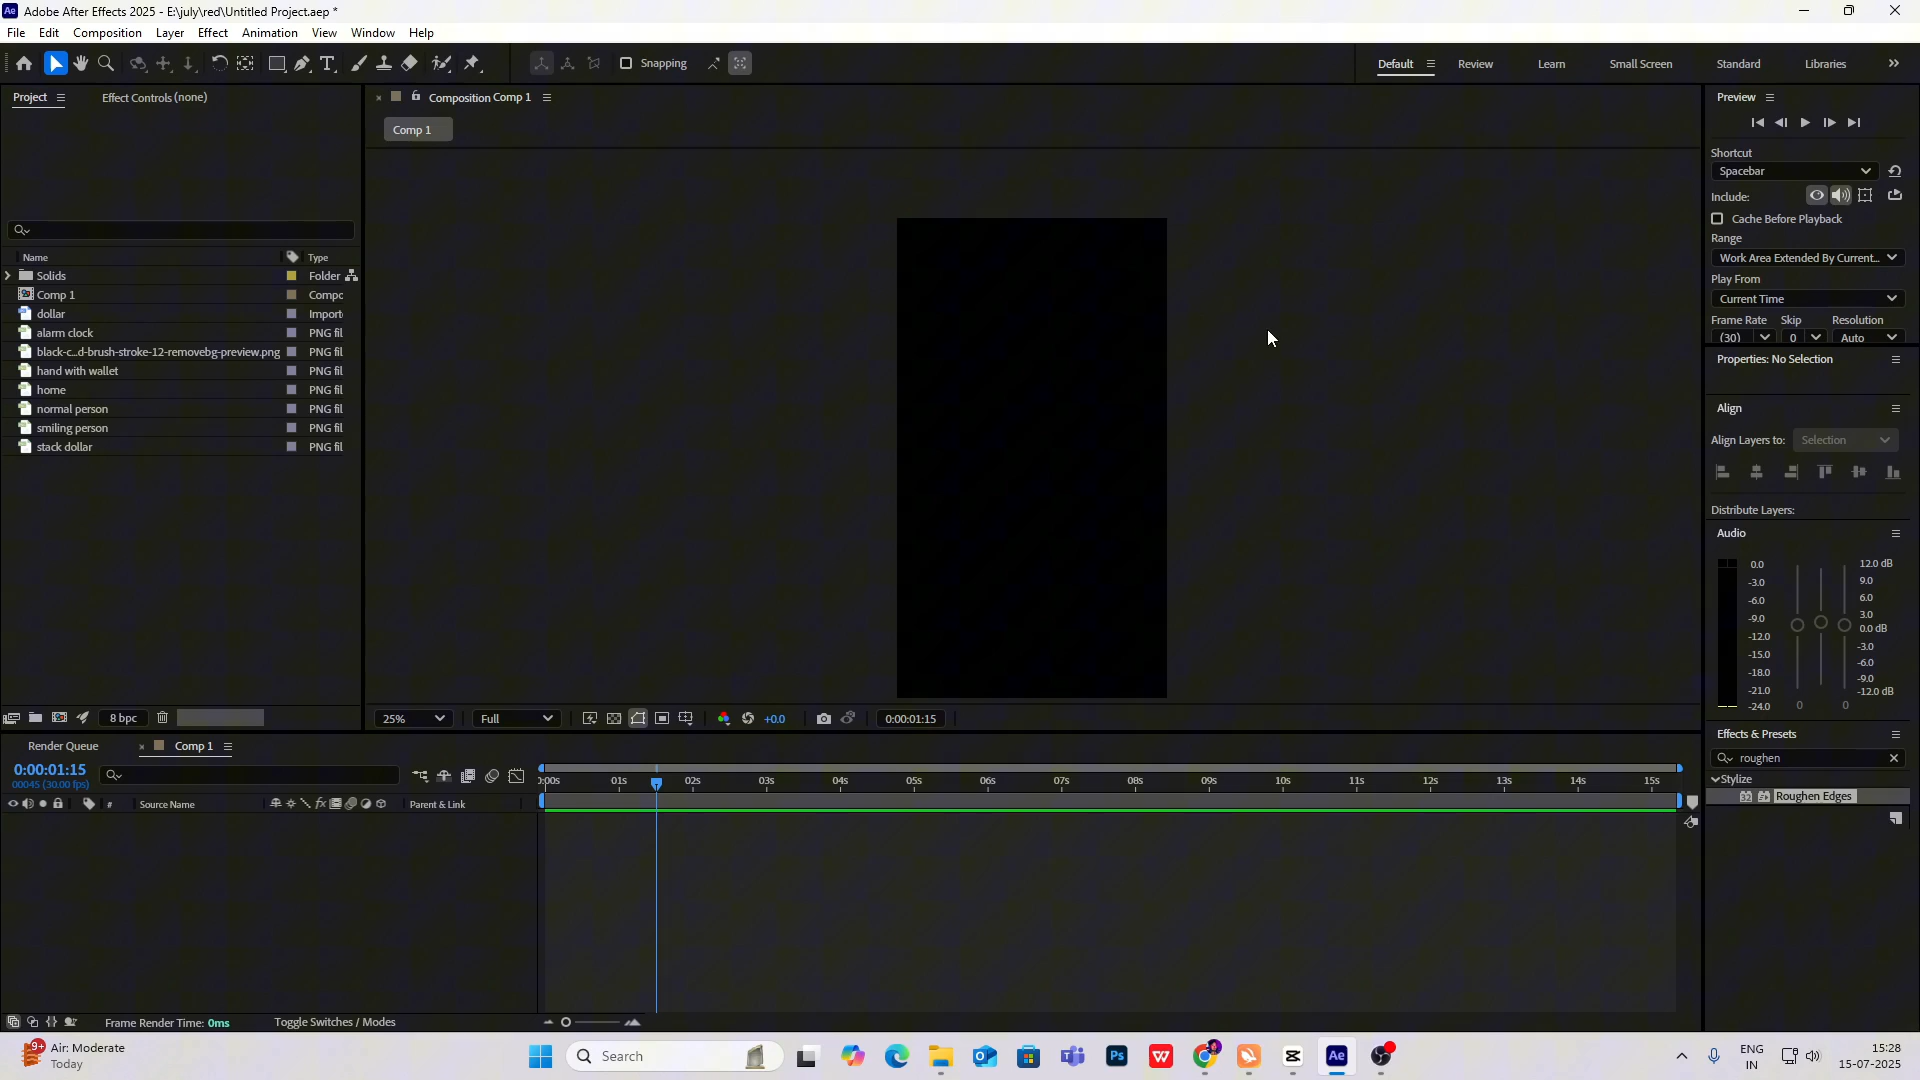 Adobe After Effects 2025 - E:\july\red\Untitled Project.aep *
File Edit Composition Layer Effect Animation View Window Help
Snapping
Default Review Learn Small Screen Standard Libraries
Project Effect Controls (none)
Composition Comp 1
Comp 1
Name Type
Solids Folder
Comp 1 Compc
dollar Import
alarm clock PNG fil
black-c...d-brush-stroke-12-removebg-preview.png PNG fil
hand with wallet PNG fil
home PNG fil
normal person PNG fil
smiling person PNG fil
stack dollar PNG fil
8 bpc
25% Full +0.0 0:00:01:15
Preview
Shortcut
Spacebar
Include:
Cache Before Playback
Range
Work Area Extended By Current...
Play From
Current Time
Frame Rate Skip Resolution
(30) 0 Auto
Properties: No Selection
Align
Align Layers to: Selection
Distribute Layers:
Audio
0.0 12.0 dB
-3.0 9.0
-6.0 6.0
-9.0 3.0
-12.0 0.0 dB
-15.0 -3.0
-18.0 -6.0
-21.0 -9.0
-24.0 -12.0 dB
0 0
Effects & Presets
roughen
Stylize
32 Roughen Edges
Render Queue Comp 1
0:00:01:15
00045 (30.00 fps)
# Source Name fx Parent & Link
0:00s 01s 02s 03s 04s 05s 06s 07s 08s 09s 10s 11s 12s 13s 14s 15s
Frame Render Time: 0ms Toggle Switches / Modes
9+ Air: Moderate
Today
Search
Ps
Ae
ENG
IN
15:28
15-07-2025